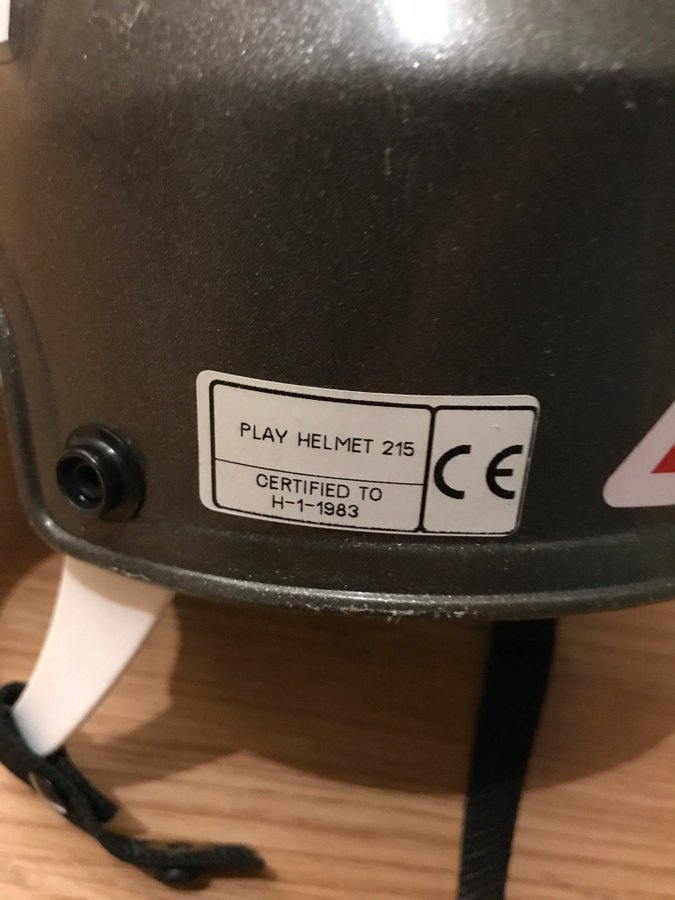 PLAY HELMET 215
CERTIFIED TO
H-1-1983
CE